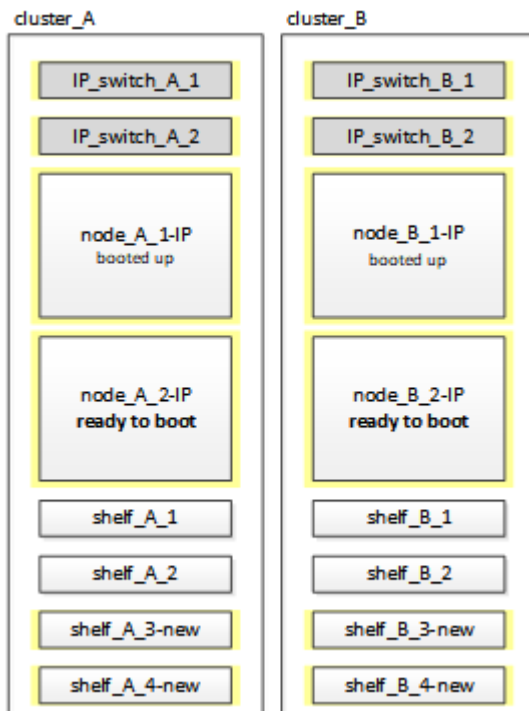 cluster_A
IP_switch_A_1
IP_switch_A_2
node_A_1-IP
booted up
node_A_2-IP
ready to boot
shelf_A_1
shelf_A_2
shelf_A_3-new
shelf_A_4-new
cluster_B
IP_switch_B_1
IP_switch_B_2
node_B_1-IP
booted up
node_B_2-IP
ready to boot
shelf_B_1
shelf_B_2
shelf_B_3-new
shelf_B_4-new